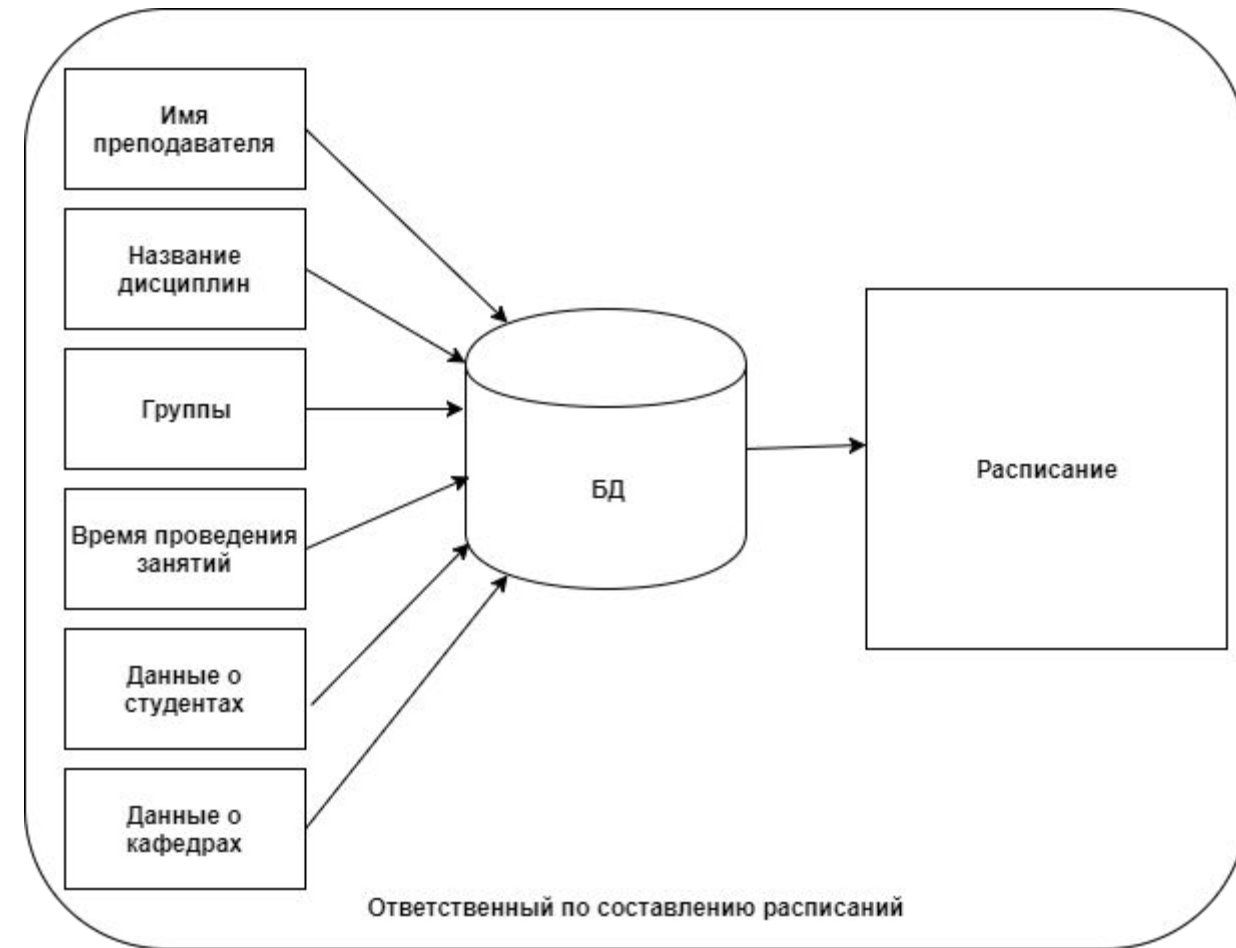 Имя
преподавателя
Название
дисциплин
Группы
Время проведения
занятий
Данные о
студентах
Данные о
кафедрах
БД
Расписание
Ответственный по составлению расписаний